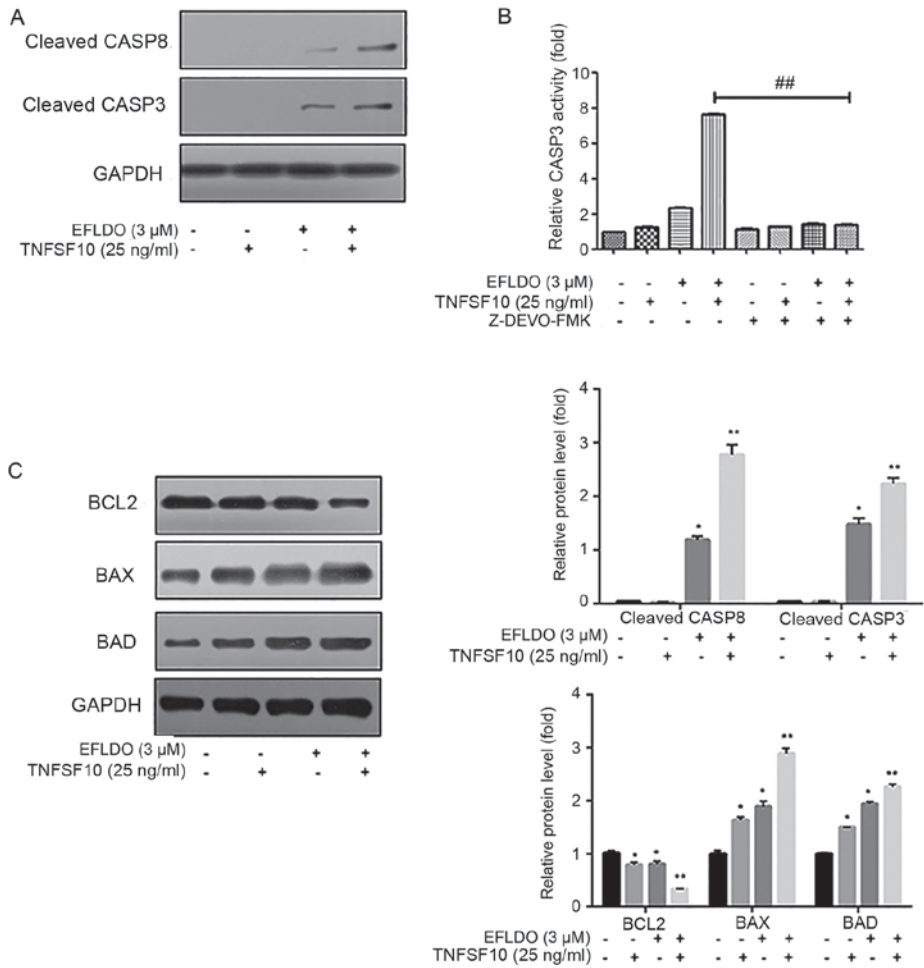 A
Cleaved CASP8
Cleaved CASP3
GAPDH
EFLDO (3 μM) - - + +
TNFSF10 (25 ng/ml) - + - +
B
Relative CASP3 activity (fold)
10
8
6
4
2
0
##
EFLDO (3 μM) - - + + - - + +
TNFSF10 (25 ng/ml) - + - + - + - +
Z-DEVO-FMK - - - - + + + +
Relative protein level (fold)
4
3
2
1
0
* ** * **
Cleaved CASP8 Cleaved CASP3
EFLDO (3 μM) - - + + - - + +
TNFSF10 (25 ng/ml) - + - + - + - +
C
BCL2
BAX
BAD
GAPDH
EFLDO (3 μM) - - + +
TNFSF10 (25 ng/ml) - + - +
Relative protein level (fold)
4
3
2
1
0
* * ** * * ** * * **
BCL2 BAX BAD
EFLDO (3 μM) - - + + - - + + - - + +
TNFSF10 (25 ng/ml) - + - + - + - + - + - +